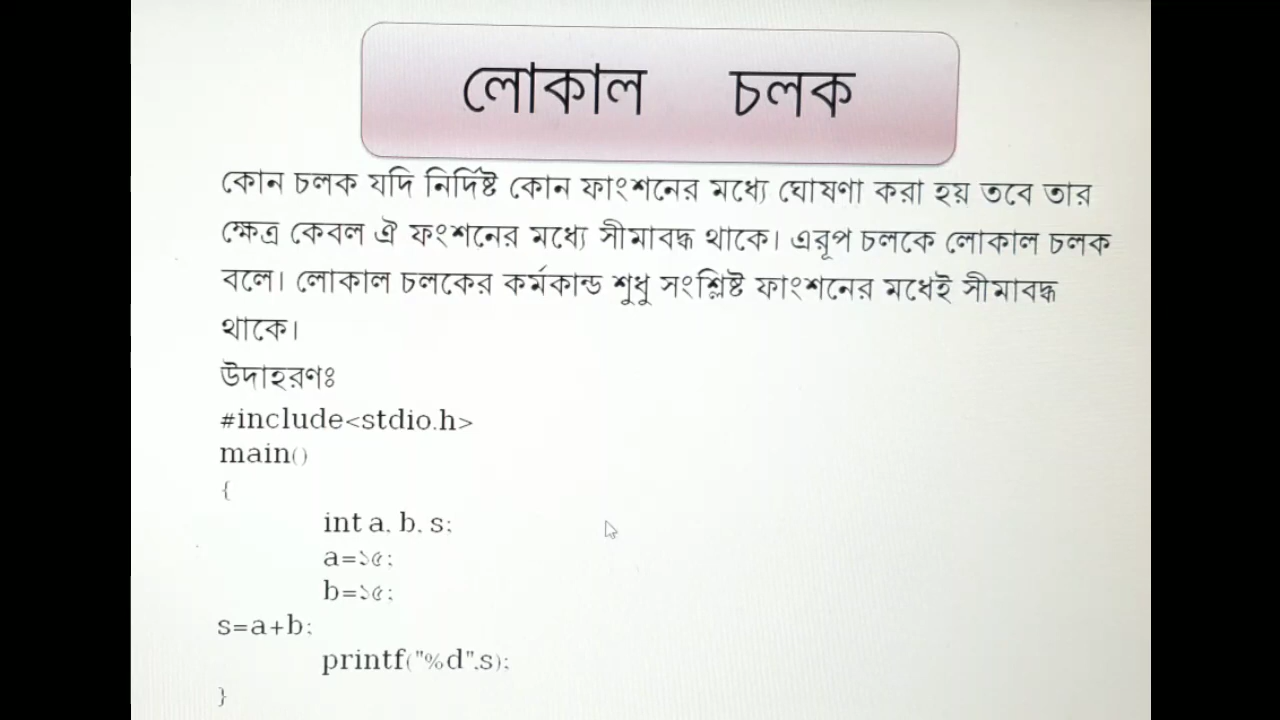 লোকাল চলক
কোন চলক যদি নির্দিষ্ট কোন ফাংশনের মধ্যে ঘোষণা করা হয় তবে তার
ক্ষেত্র কেবল ঐ ফংশনের মধ্যে সীমাবদ্ধ থাকে। এরূপ চলকে লোকাল চলক
বলে। লোকাল চলকের কর্মকান্ড শুধু সংশ্লিষ্ট ফাংশনের মধেই সীমাবদ্ধ
থাকে।
উদাহরণঃ
#include<stdio.h>
main()
{
int a, b, s;
a=১৫;
b=১৫;
s=a+b;
printf("%d",s);
}